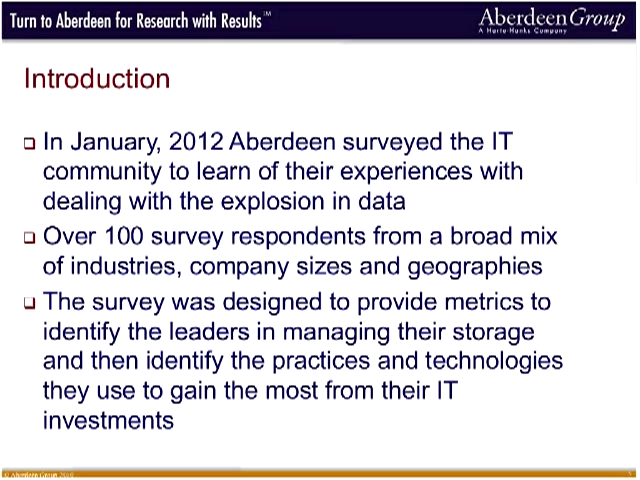 Turn to Aberdeen for Research with Results™
AberdeenGroup
A Harte-Hanks Company
Introduction
In January, 2012 Aberdeen surveyed the IT
community to learn of their experiences with
dealing with the explosion in data
Over 100 survey respondents from a broad mix
of industries, company sizes and geographies
The survey was designed to provide metrics to
identify the leaders in managing their storage
and then identify the practices and technologies
they use to gain the most from their IT
investments
© Aberdeen Group